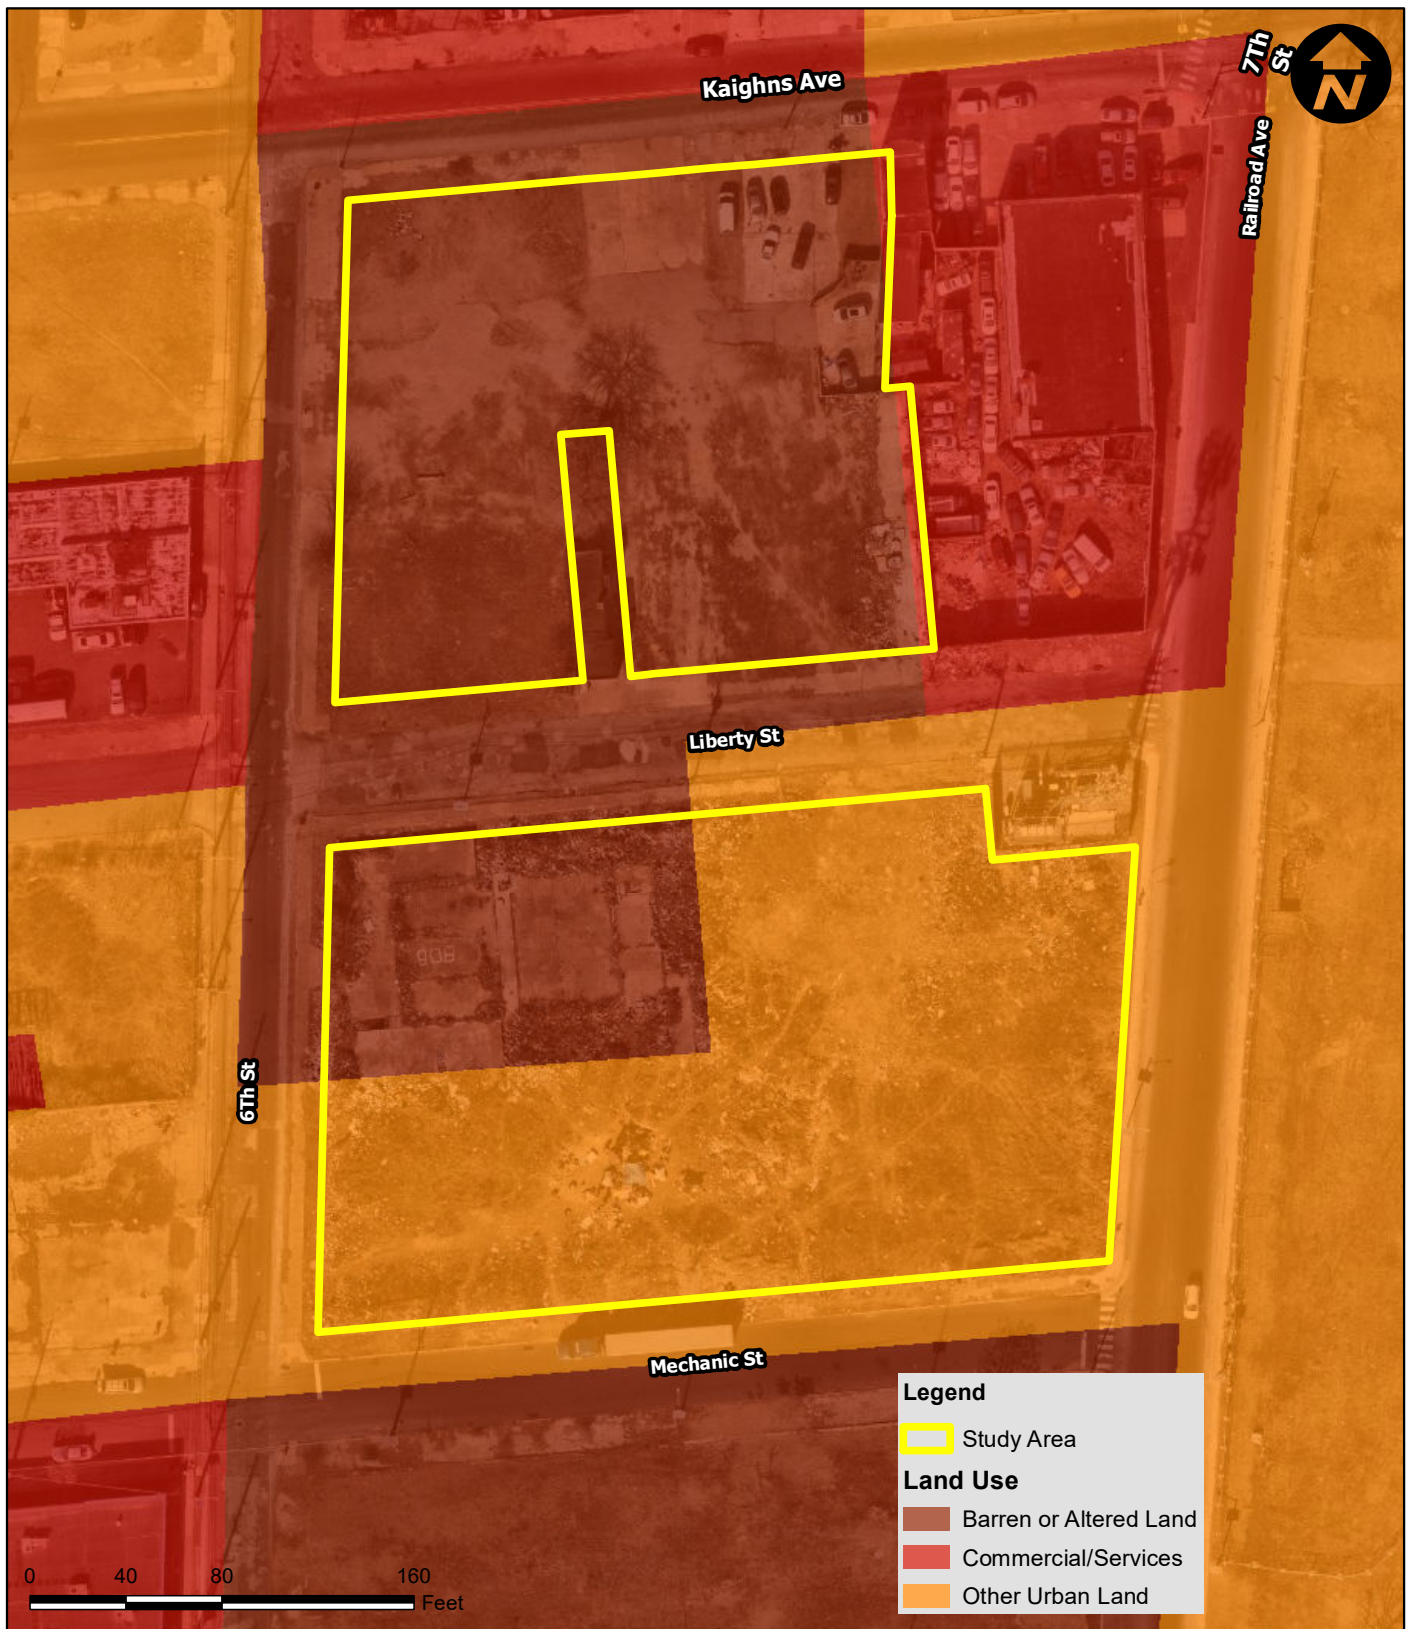 Kaighns Ave
7Th
St
N
Railroad Ave
Liberty St
6Th St
Mechanic St
Legend
Study Area
Land Use
Barren or Altered Land
Commercial/Services
Other Urban Land
0 40 80 160
Feet